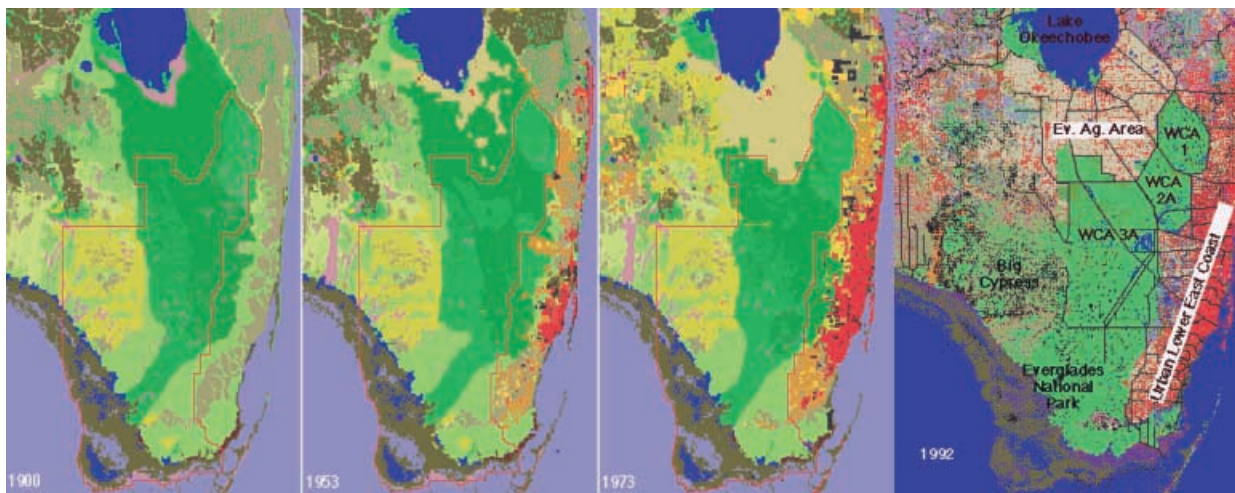 1900
1953
1973
Lake
Okeechobee
Ev. Ag. Area
WCA
1
WCA
2A
WCA 3A
Big
Cypress
Urban Lower East Coast
Everglades
National
Park
1992